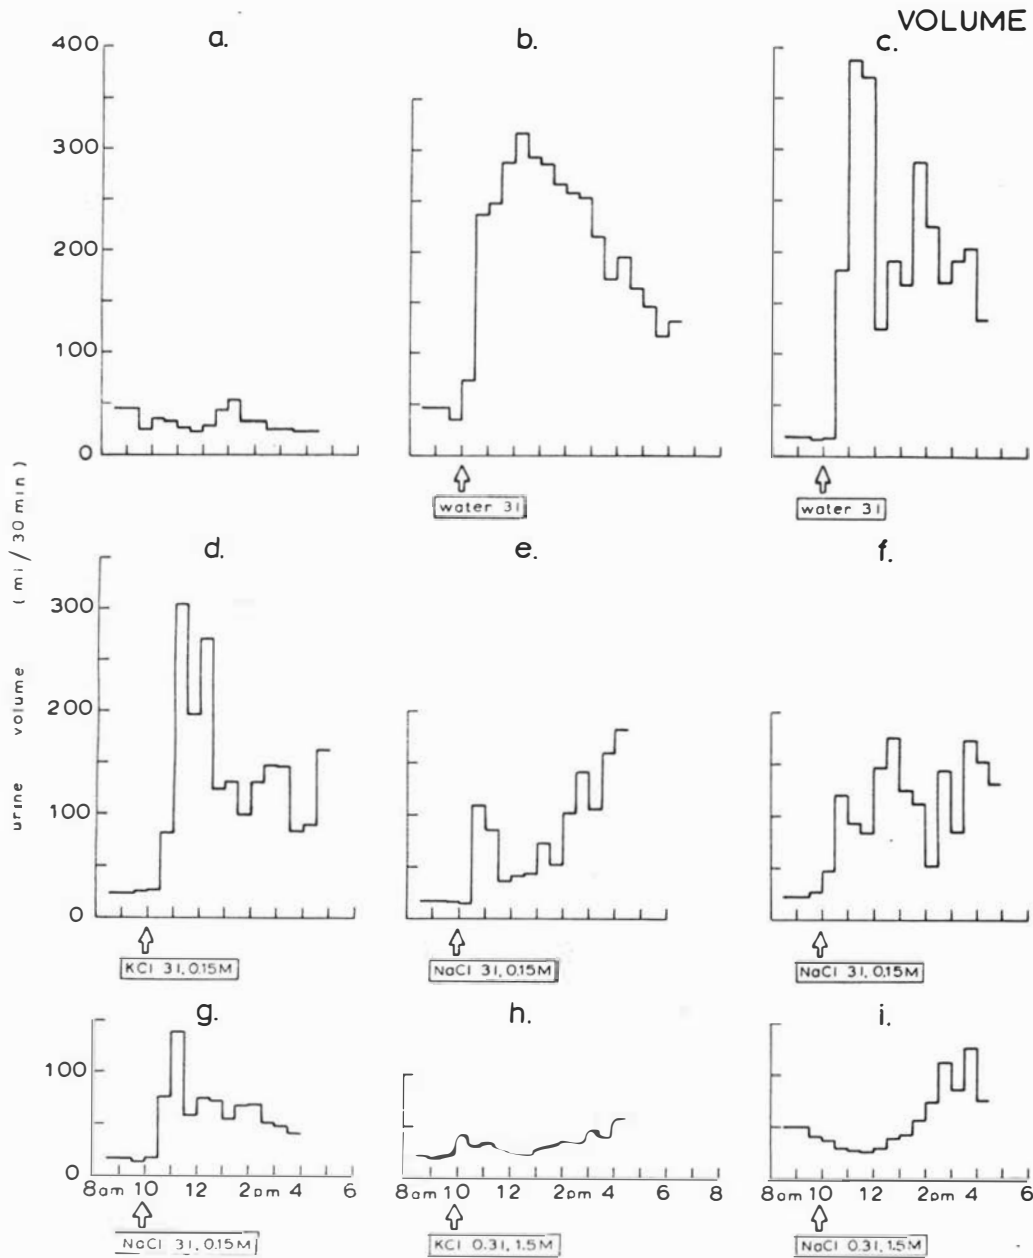 VOLUME
a.
b.
c.
400
300
200
100
0
water 3l
water 3l
urine volume (ml/30 min)
d.
e.
f.
300
200
100
0
KCl 3l, 0.15M
NaCl 3l, 0.15M
NaCl 3l, 0.15M
g.
h.
i.
100
0
8am 10 12 2pm 4 6
8am 10 12 2pm 4 6 8
8am 10 12 2pm 4 6
NaCl 3l, 0.15M
KCl 0.3l, 1.5M
NaCl 0.3l, 1.5M